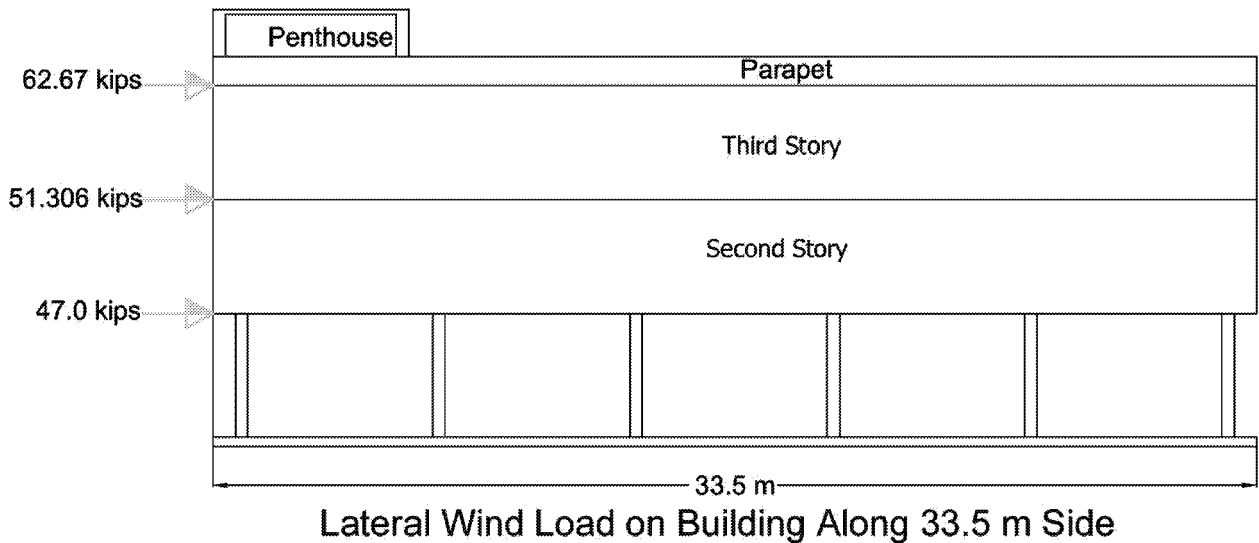 Penthouse
Parapet
62.67 kips
Third Story
51.306 kips
Second Story
47.0 kips
33.5 m
Lateral Wind Load on Building Along 33.5 m Side